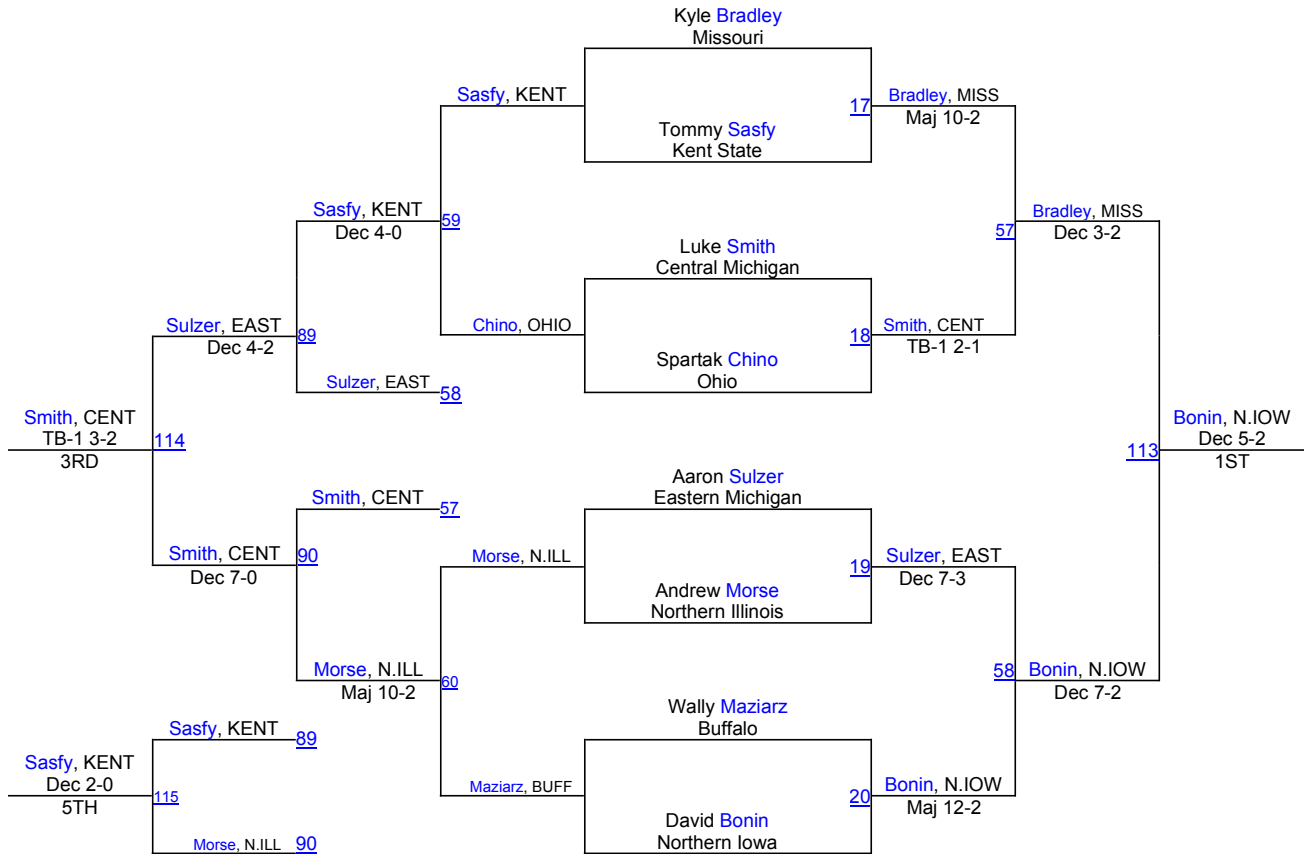 Kyle Bradley
Missouri
Sasfy, KENT
17
Bradley, MISS
Maj 10-2
Tommy Sasfy
Kent State
Sasfy, KENT
Dec 4-0
59
Bradley, MISS
Dec 3-2
57
Luke Smith
Central Michigan
Sulzer, EAST
Dec 4-2
89
Chino, OHIO
18
Smith, CENT
TB-1 2-1
Spartak Chino
Ohio
Sulzer, EAST
58
Smith, CENT
TB-1 3-2
3RD
114
Bonin, N.IOW
Dec 5-2
1ST
113
Aaron Sulzer
Eastern Michigan
Smith, CENT
57
Smith, CENT
Dec 7-0
90
Morse, N.ILL
19
Sulzer, EAST
Dec 7-3
Andrew Morse
Northern Illinois
Morse, N.ILL
Maj 10-2
60
58
Bonin, N.IOW
Dec 7-2
Wally Maziarz
Buffalo
Sasfy, KENT
89
Sasfy, KENT
Dec 2-0
5TH
115
Maziarz, BUFF
20
Bonin, N.IOW
Maj 12-2
David Bonin
Northern Iowa
Morse, N.ILL
90